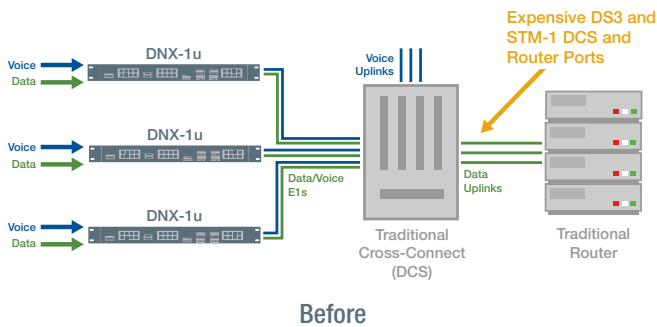 Expensive DS3 and
STM-1 DCS and
Router Ports
DNX-1u
Voice
Uplinks
Voice
Data
DNX-1u
Voice
Data
Data/Voice
E1s
Data
Uplinks
DNX-1u
Voice
Data
Traditional
Cross-Connect
(DCS)
Traditional
Router
Before